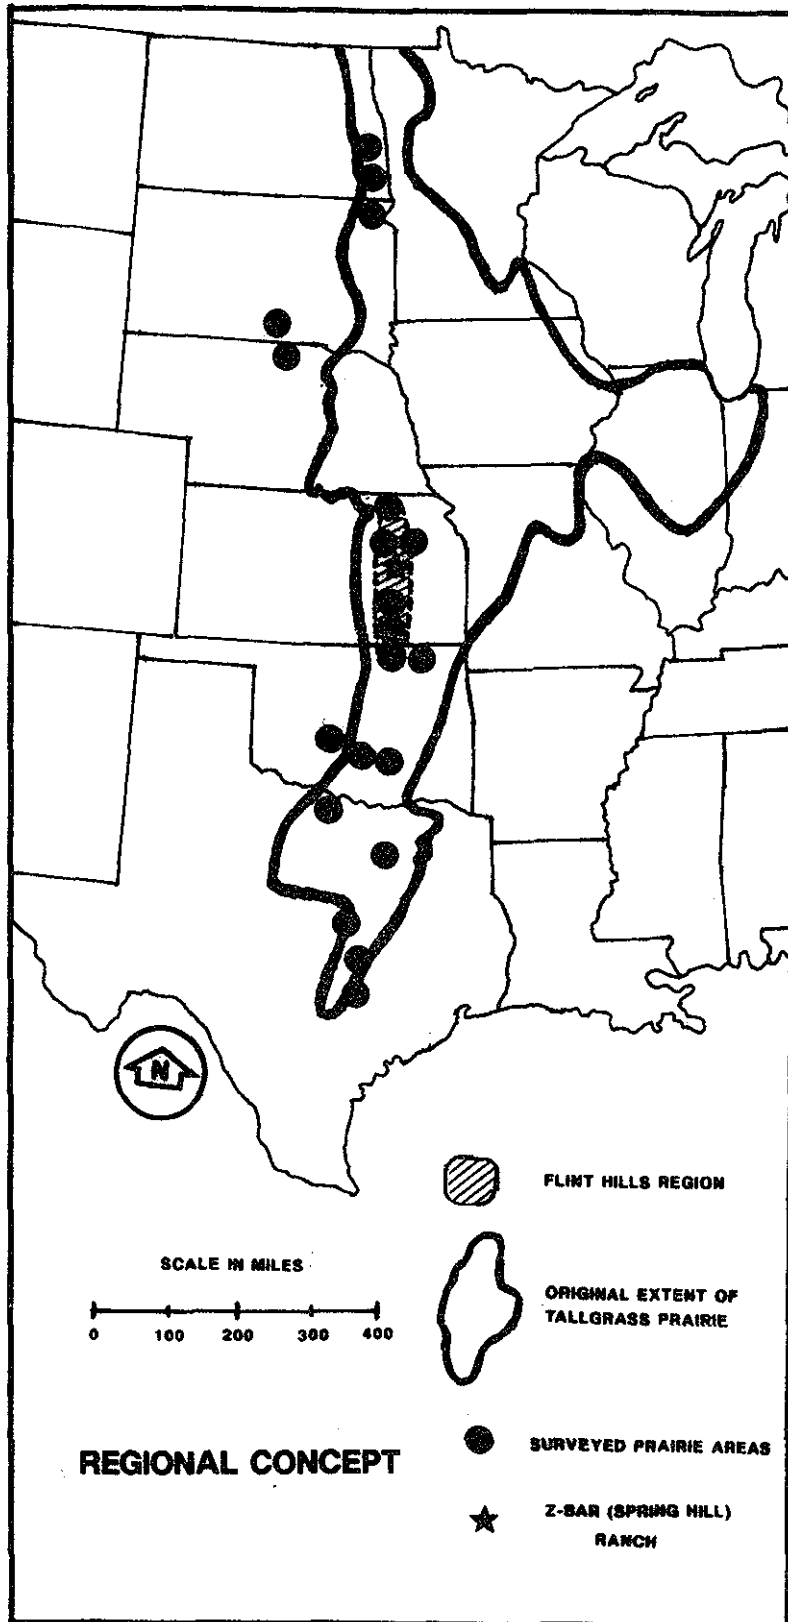 N
FLINT HILLS REGION
SCALE IN MILES
0 100 200 300 400
ORIGINAL EXTENT OF
TALLGRASS PRAIRIE
REGIONAL CONCEPT
SURVEYED PRAIRIE AREAS
Z-BAR (SPRING HILL)
RANCH